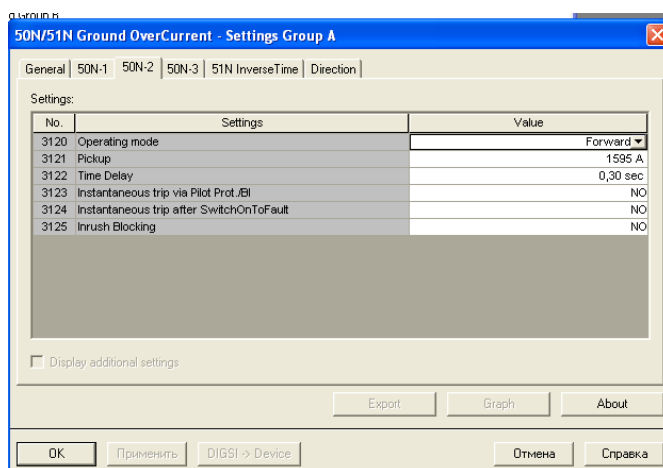 d Group B
50N/51N Ground OverCurrent - Settings Group A
General 50N-1 50N-2 50N-3 51N InverseTime Direction
Settings:
No. Settings Value
3120 Operating mode Forward
3121 Pickup 1595 A
3122 Time Delay 0,30 sec
3123 Instantaneous trip via Pilot Prot./BI NO
3124 Instantaneous trip after SwitchOnToFault NO
3125 Inrush Blocking NO
Display additional settings
Export Graph About
OK Применить DIGSI -> Device Отмена Справка